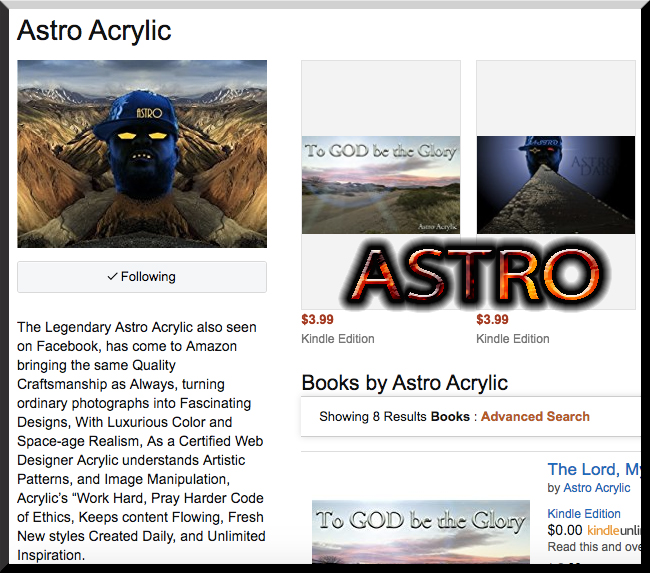 Astro Acrylic
ASTRO
✓ Following
The Legendary Astro Acrylic also seen
on Facebook, has come to Amazon
bringing the same Quality
Craftsmanship as Always, turning
ordinary photographs into Fascinating
Designs, With Luxurious Color and
Space-age Realism, As a Certified Web
Designer Acrylic understands Artistic
Patterns, and Image Manipulation,
Acrylic's “Work Hard, Pray Harder Code
of Ethics, Keeps content Flowing, Fresh
New styles Created Daily, and Unlimited
Inspiration.
To GOD be the Glory
Astro Acrylic
ASTRO
ASTRO
ASTRO
$3.99
Kindle Edition
$3.99
Kindle Edition
Books by Astro Acrylic
Showing 8 Results Books : Advanced Search
To GOD be the Glory
The Lord, My
by Astro Acrylic
Kindle Edition
$0.00 kindleunli
Read this and ove